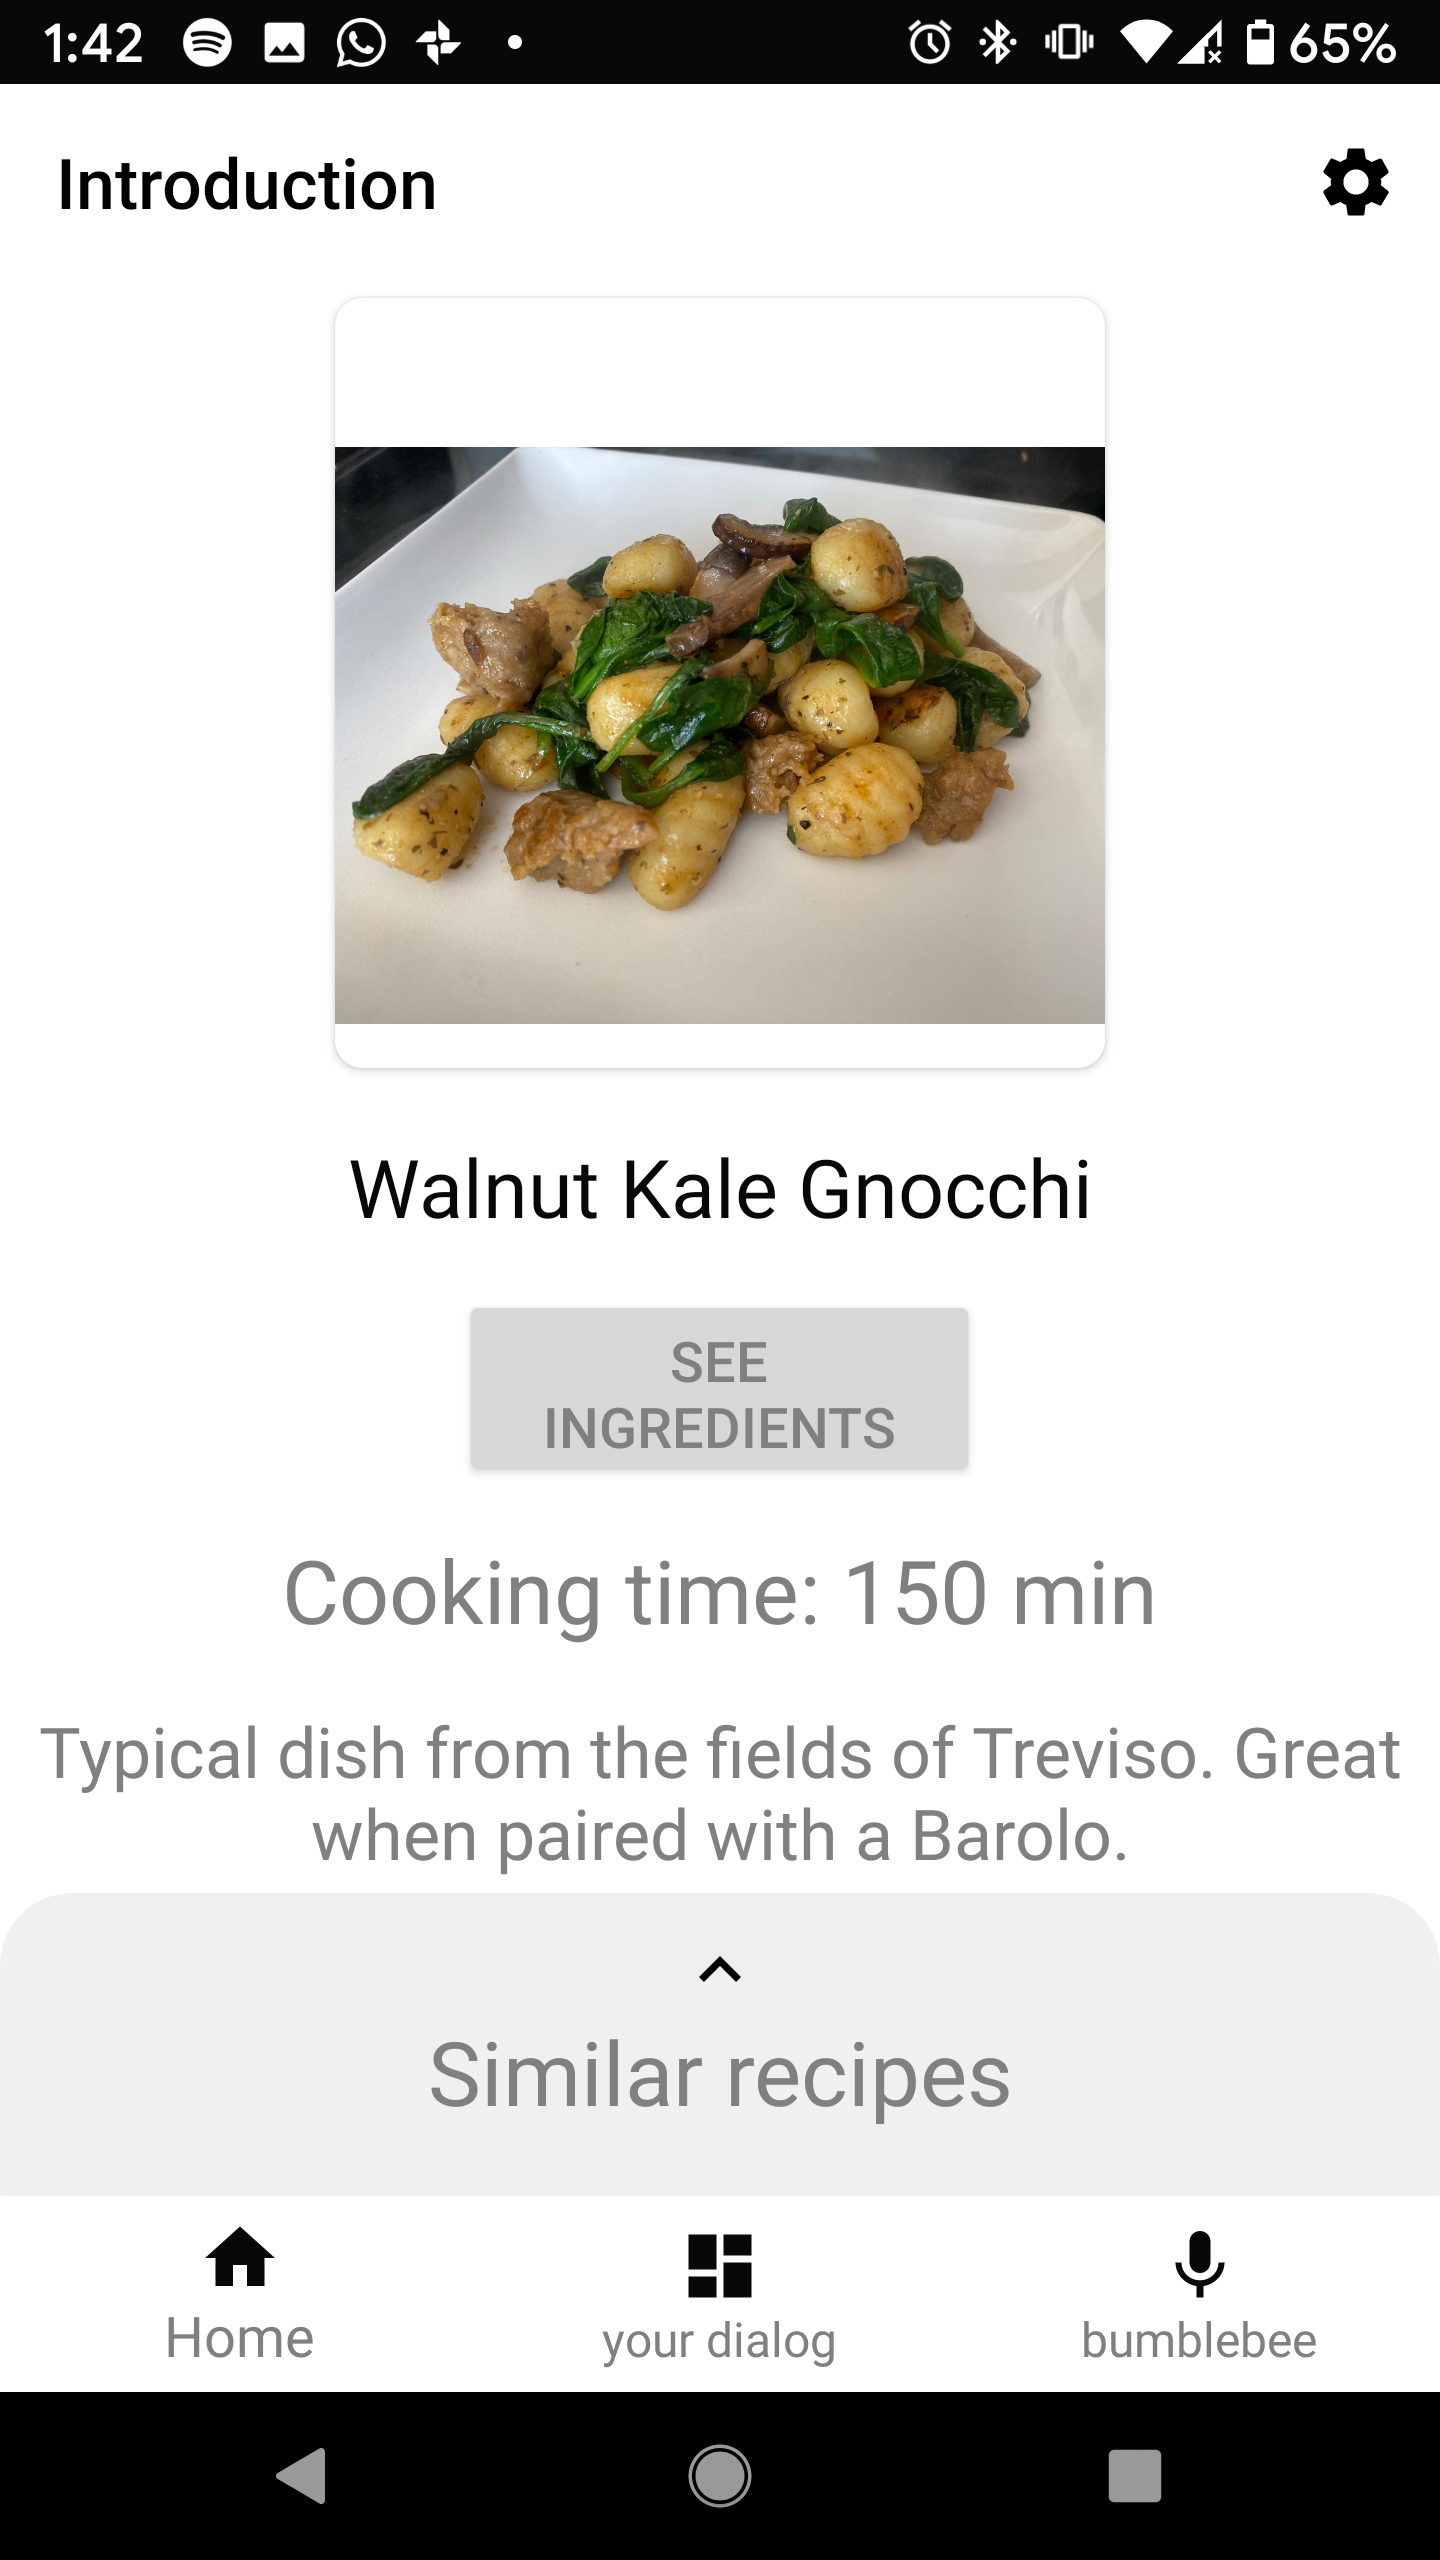 1:42
65%
Introduction
Walnut Kale Gnocchi
SEE
INGREDIENTS
Cooking time: 150 min
Typical dish from the fields of Treviso. Great
when paired with a Barolo.
Similar recipes
Home
your dialog
bumblebee